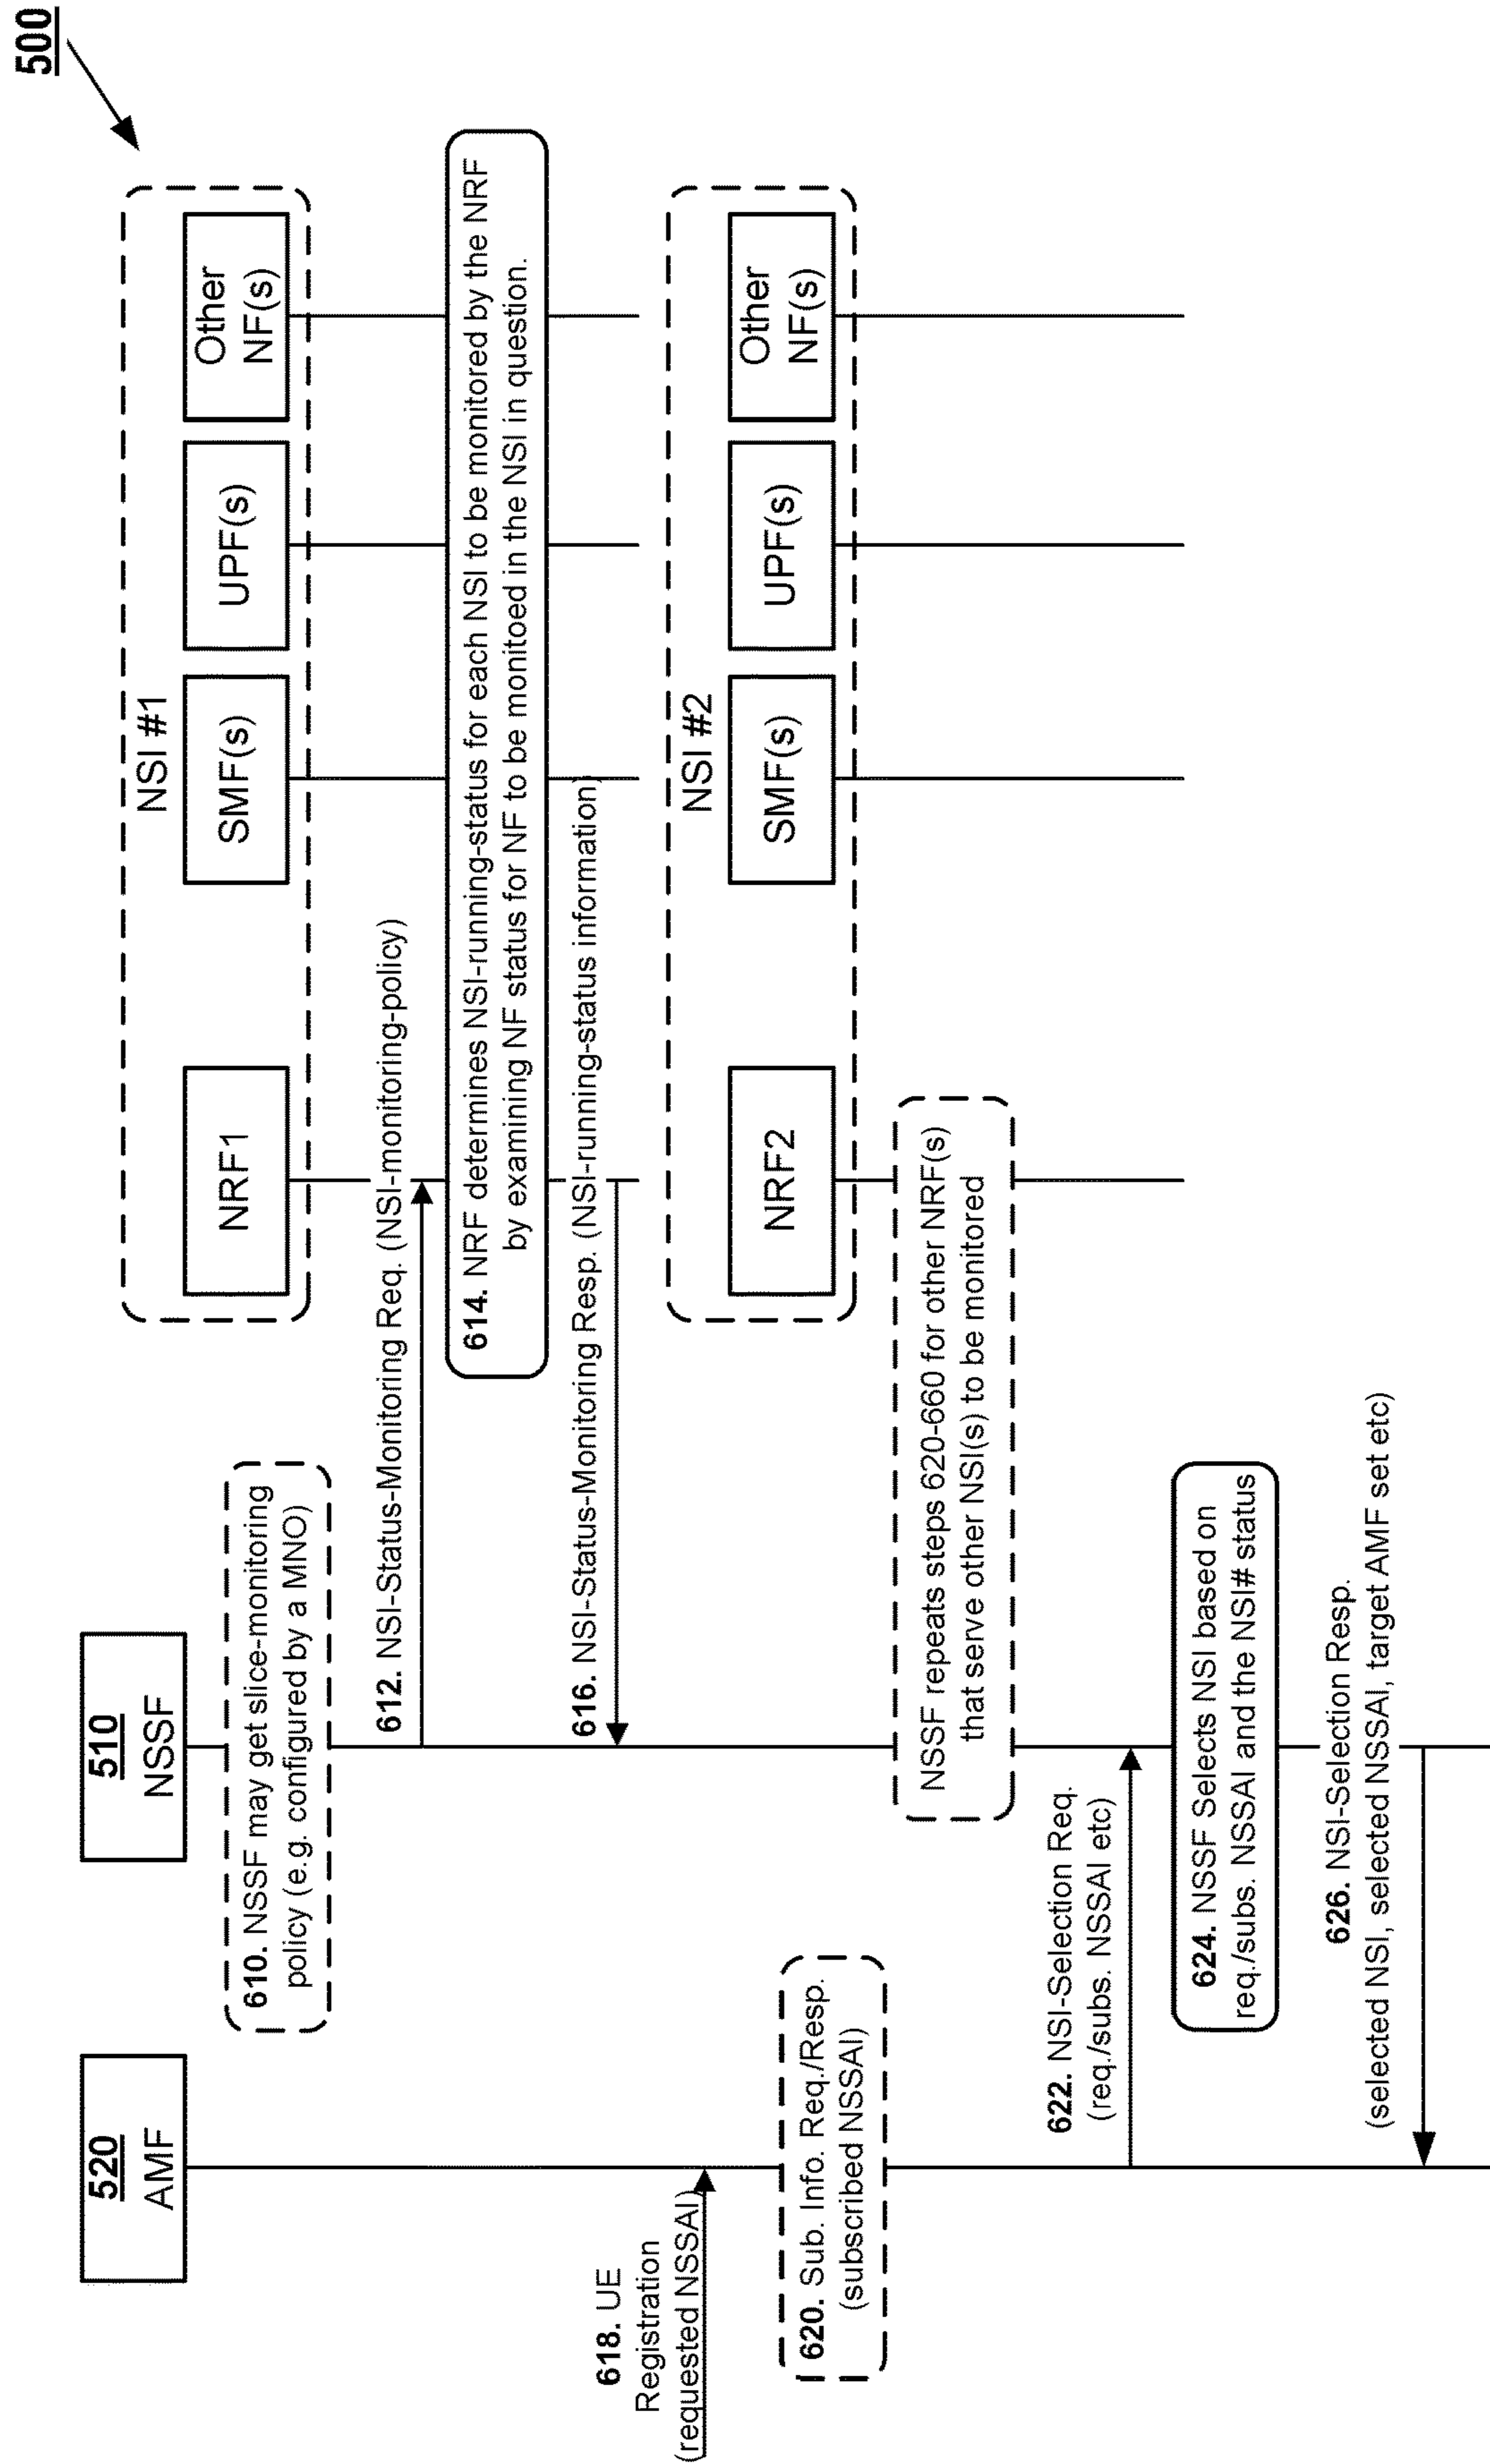 500
520
AMF
510
NSSF
NSI #1
NRF1
SMF(s)
UPF(s)
Other
NF(s)
610. NSSF may get slice-monitoring
policy (e.g. configured by a MNO)
612. NSI-Status-Monitoring Req. (NSI-monitoring-policy)
614. NRF determines NSI-running-status for each NSI to be monitored by the NRF
by examining NF status for NF to be monitoed in the NSI in question.
616. NSI-Status-Monitoring Resp. (NSI-running-status information)
618. UE
Registration
(requested NSSAI)
NSI #2
NRF2
SMF(s)
UPF(s)
Other
NF(s)
620. Sub. Info. Req./Resp.
(subscribed NSSAI)
NSSF repeats steps 620-660 for other NRF(s)
that serve other NSI(s) to be monitored
622. NSI-Selection Req.
(req./subs. NSSAI etc)
624. NSSF Selects NSI based on
req./subs. NSSAI and the NSI# status
626. NSI-Selection Resp.
(selected NSI, selected NSSAI, target AMF set etc)